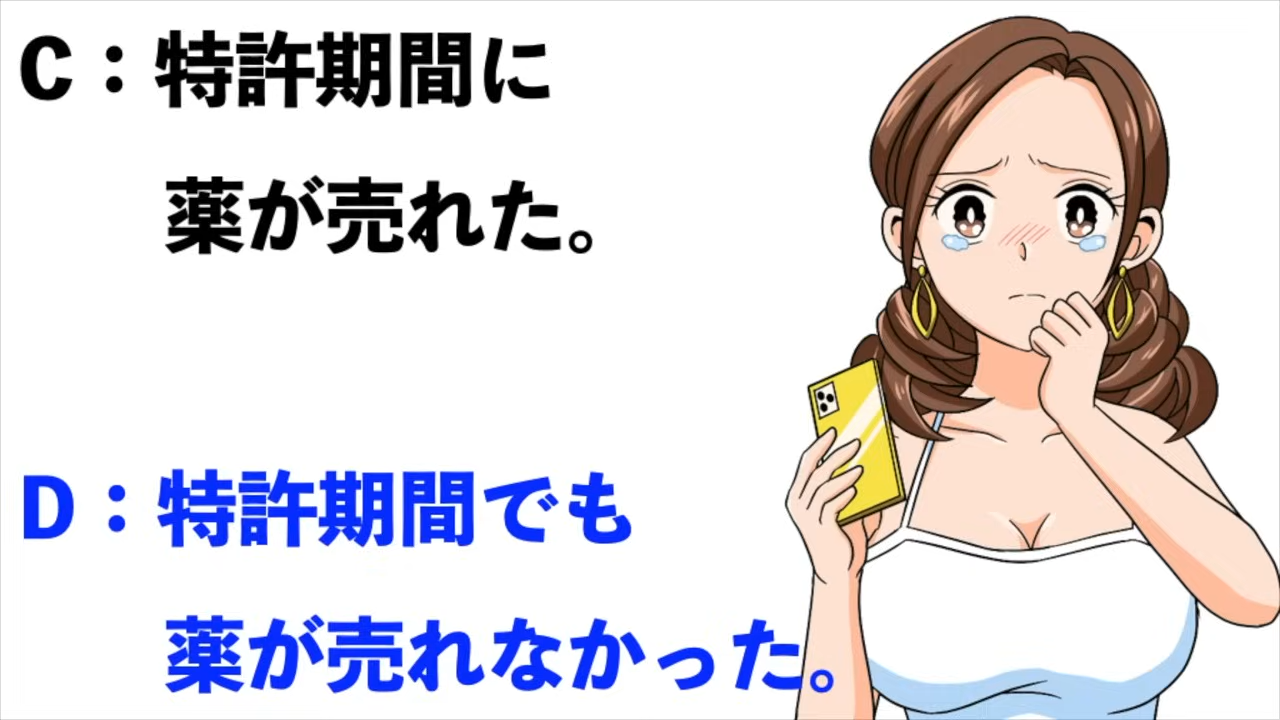 C：特許期間に
薬が売れた。
D：特許期間でも
薬が売れなかった。